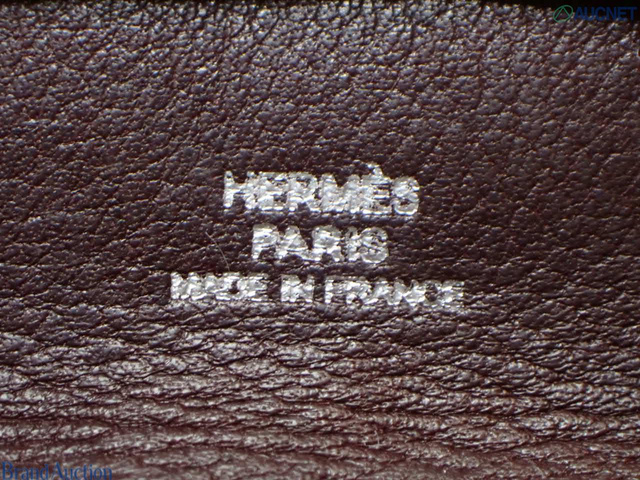 AUCNET
HERMÈS
PARIS
MADE IN FRANCE
Brand Auction